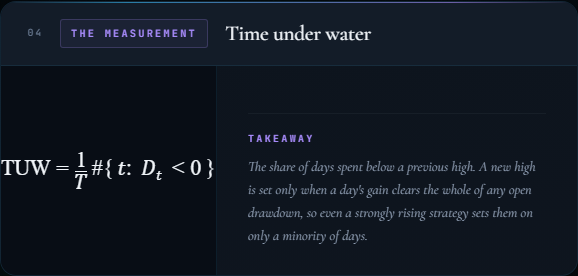 04 THE MEASUREMENT Time under water
TUW = 1/T #{ t: D_t < 0 }
TAKEAWAY
The share of days spent below a previous high. A new high
is set only when a day's gain clears the whole of any open
drawdown, so even a strongly rising strategy sets them on
only a minority of days.